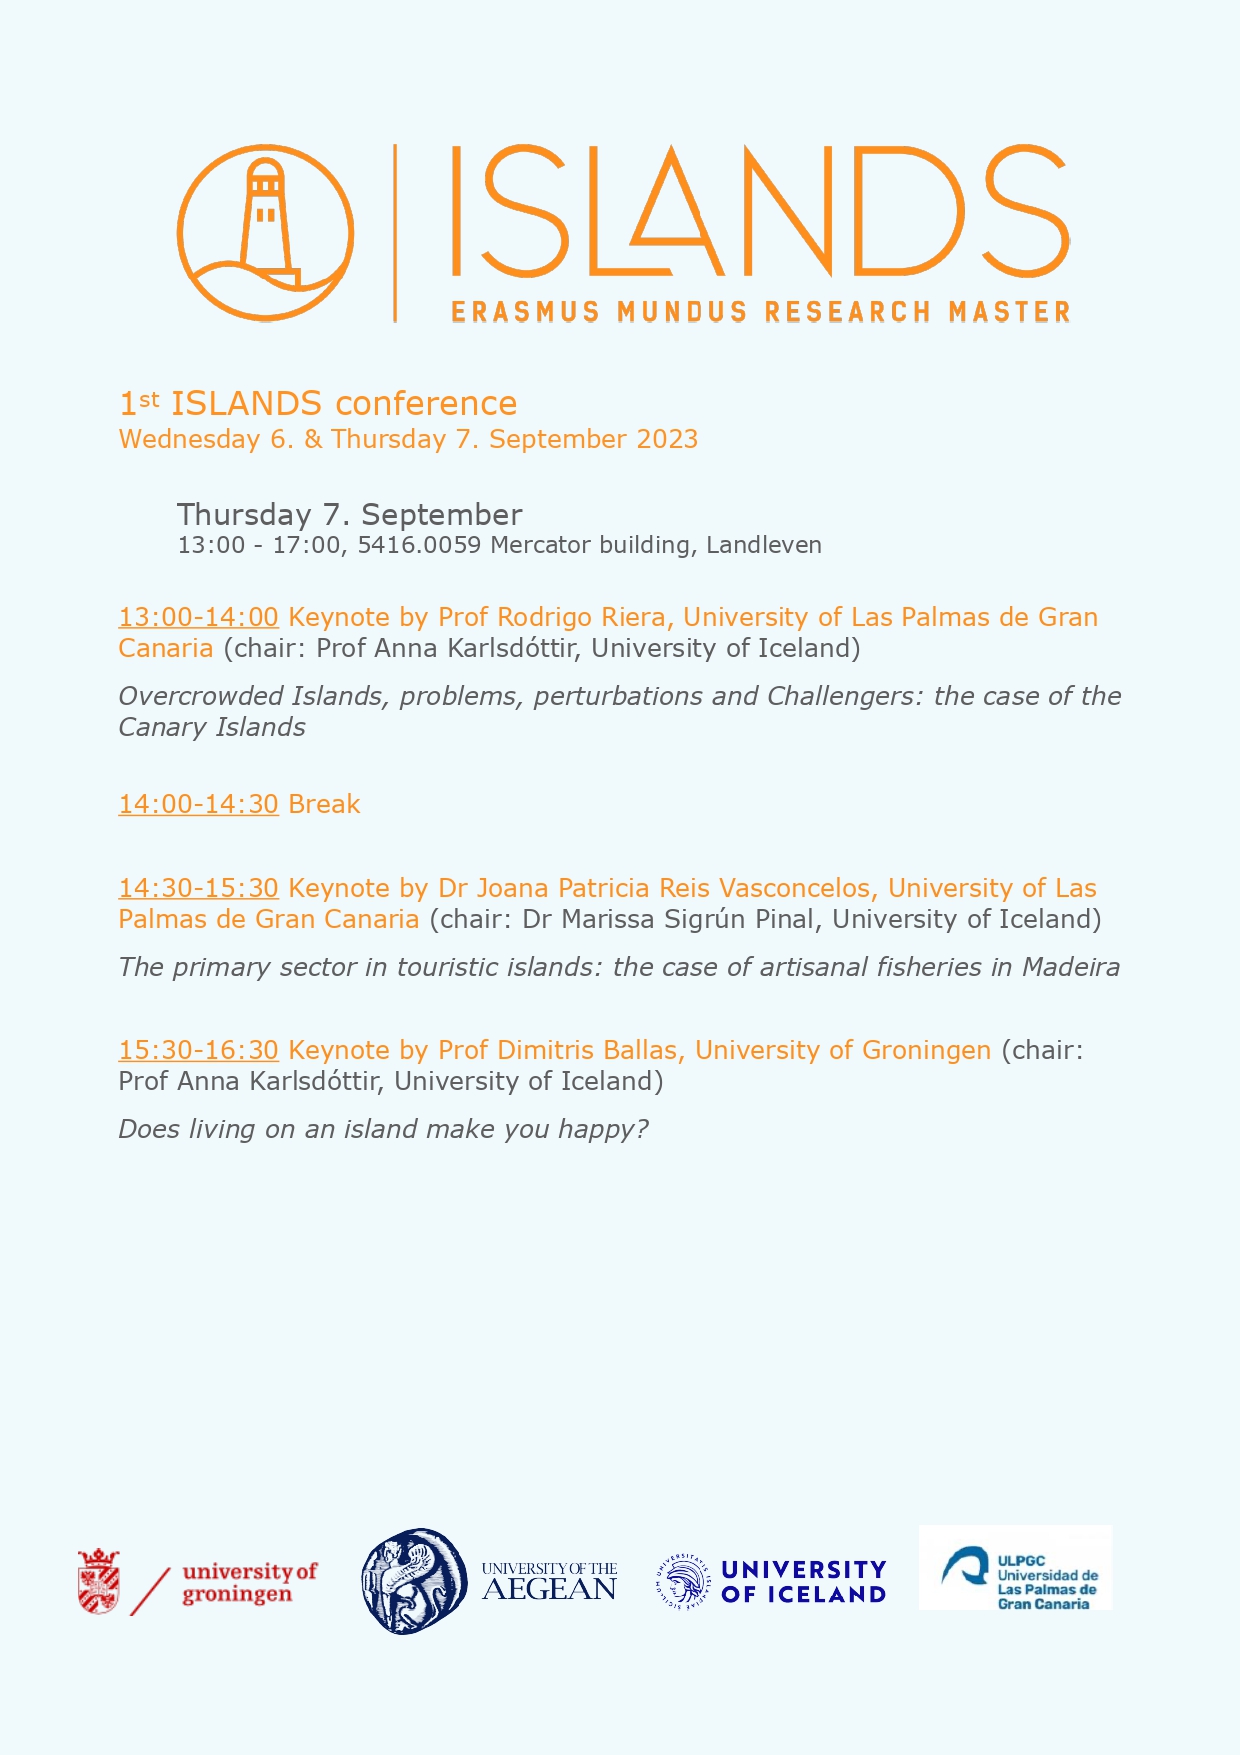 ISLANDS
ERASMUS MUNDUS RESEARCH MASTER
1st ISLANDS conference
Wednesday 6. & Thursday 7. September 2023
Thursday 7. September
13:00 - 17:00, 5416.0059 Mercator building, Landleven
13:00-14:00 Keynote by Prof Rodrigo Riera, University of Las Palmas de Gran
Canaria (chair: Prof Anna Karlsdóttir, University of Iceland)
Overcrowded Islands, problems, perturbations and Challengers: the case of the
Canary Islands
14:00-14:30 Break
14:30-15:30 Keynote by Dr Joana Patricia Reis Vasconcelos, University of Las
Palmas de Gran Canaria (chair: Dr Marissa Sigrún Pinal, University of Iceland)
The primary sector in touristic islands: the case of artisanal fisheries in Madeira
15:30-16:30 Keynote by Prof Dimitris Ballas, University of Groningen (chair:
Prof Anna Karlsdóttir, University of Iceland)
Does living on an island make you happy?
university of
groningen
UNIVERSITY OF THE
AEGEAN
UNIVERSITY
OF ICELAND
ULPGC
Universidad de
Las Palmas de
Gran Canaria